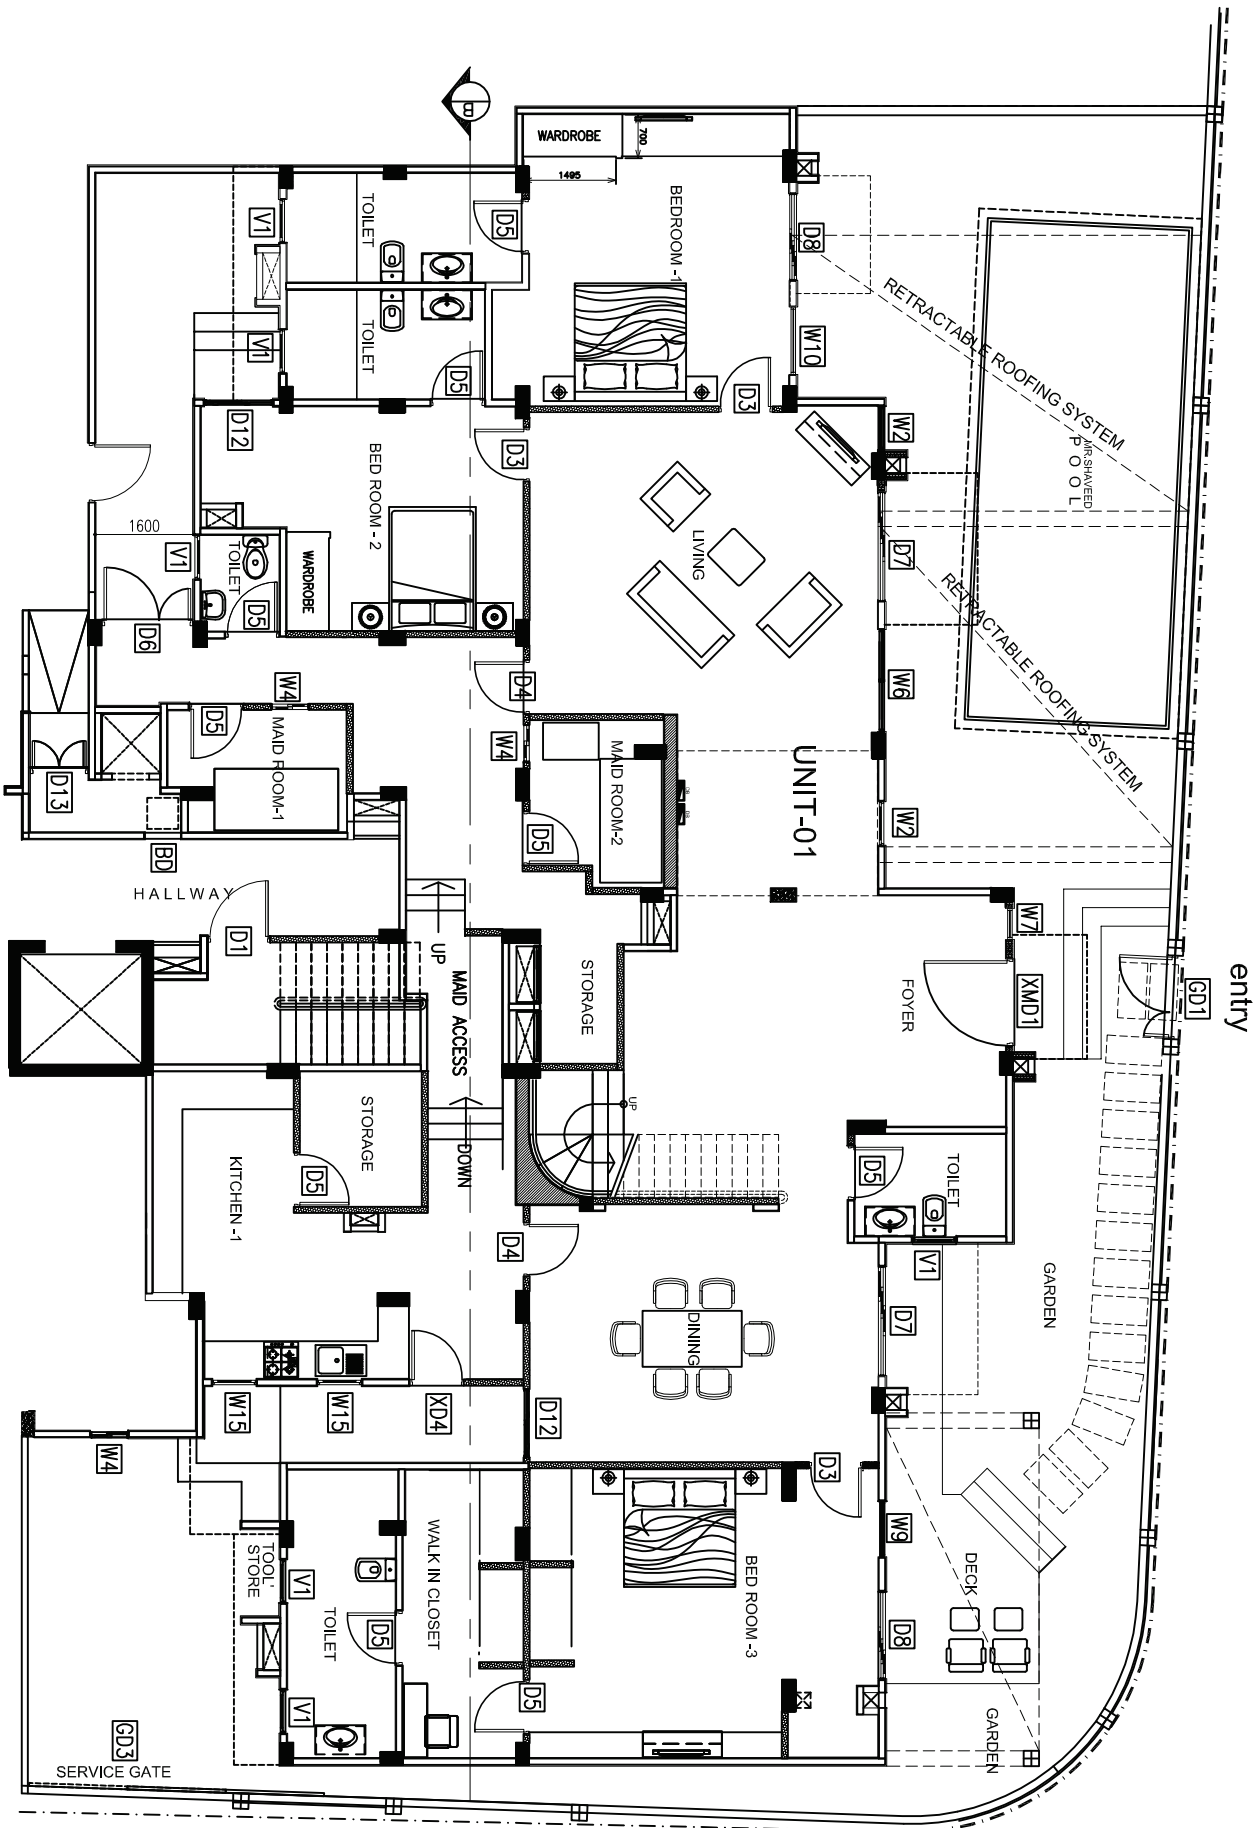 entry
GD1
RETRACTABLE ROOFING SYSTEM
MR.SHAVEED
POOL
RETRACTABLE ROOFING SYSTEM
D8
W10
W2
D7
W6
W2
W7
XMD1
WARDROBE
700
1495
BEDROOM -1
D5
D3
TOILET
TOILET
D5
V1
V1
B
D12
BED ROOM - 2
D3
WARDROBE
1600
V1
TOILET
D5
D6
LIVING
UNIT-01
D4
W4
MAID ROOM-2
D5
W4
D5
MAID ROOM-1
D13
BD
HALLWAY
D1
UP
MAID ACCESS
DOWN
STORAGE
FOYER
UP
TOILET
D5
V1
GARDEN
STORAGE
D5
KITCHEN -1
D4
DINING
D7
W15
W15
XD4
D12
D3
W9
D8
DECK
GARDEN
W4
TOOL'
STORE
V1
TOILET
D5
V1
WALK IN CLOSET
D5
BED ROOM -3
GD3
SERVICE GATE